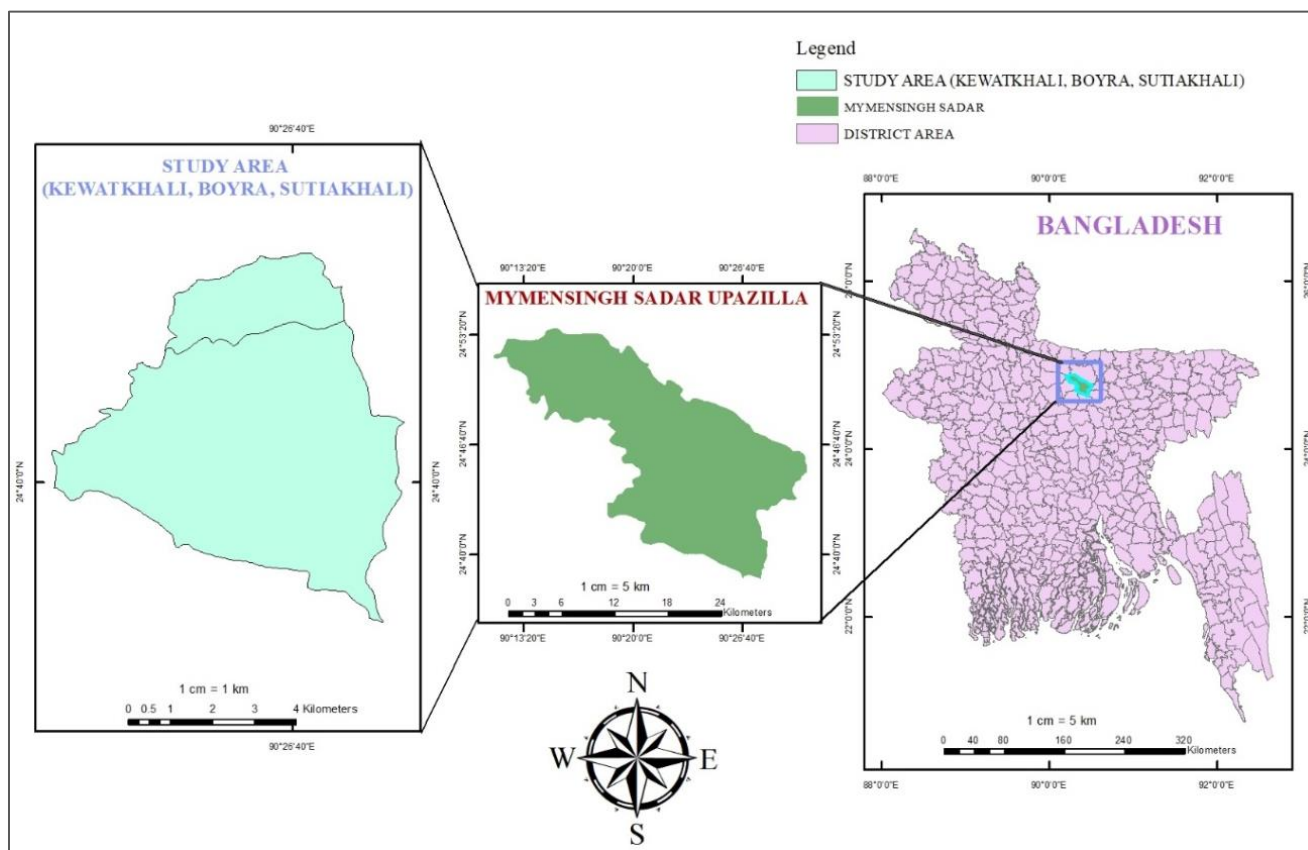 Legend
STUDY AREA (KEWATKHALI, BOYRA, SUTIAKHALI)
MYMENSINGH SADAR
DISTRICT AREA
90°26'40"E
STUDY AREA
(KEWATKHALI, BOYRA, SUTIAKHALI)
24°40'0"N
24°40'0"N
1 cm = 1 km
0 0.5 1 2 3 4 Kilometers
90°26'40"E
90°13'20"E 90°20'0"E 90°26'40"E
MYMENSINGH SADAR UPAZILLA
24°53'20"N
24°46'40"N
24°40'0"N
24°53'20"N
24°46'40"N
24°40'0"N
1 cm = 5 km
0 3 6 12 18 24
Kilometers
90°13'20"E 90°20'0"E 90°26'40"E
88°0'0"E 90°0'0"E 92°0'0"E
BANGLADESH
24°0'0"N
22°0'0"N
26°0'0"N
24°0'0"N
22°0'0"N
1 cm = 5 km
0 40 80 160 240 320
Kilometers
88°0'0"E 90°0'0"E 92°0'0"E
N
W E
S